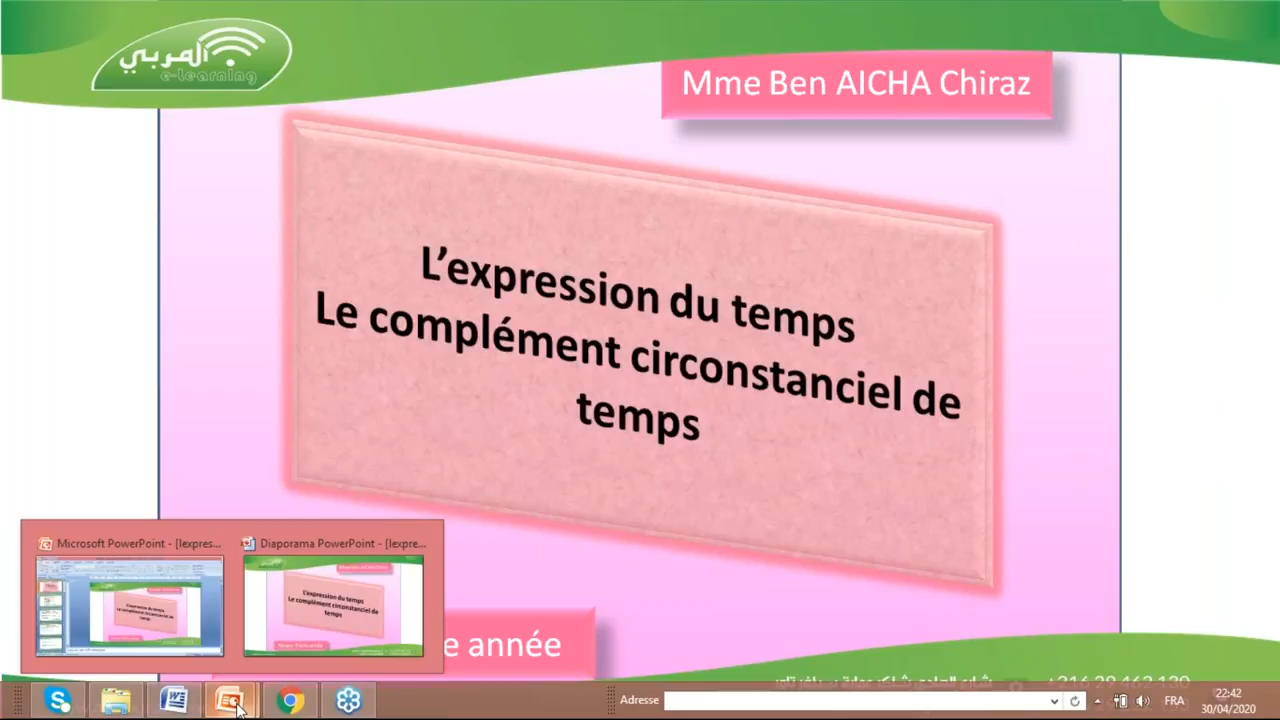 المربي
e-learning
Mme Ben AICHA Chiraz
L’expression du temps
Le complément circonstanciel de
temps
Microsoft PowerPoint - [lexpres...
Diaporama PowerPoint - [lexpre...
e année
Adresse
FRA
22:42
30/04/2020